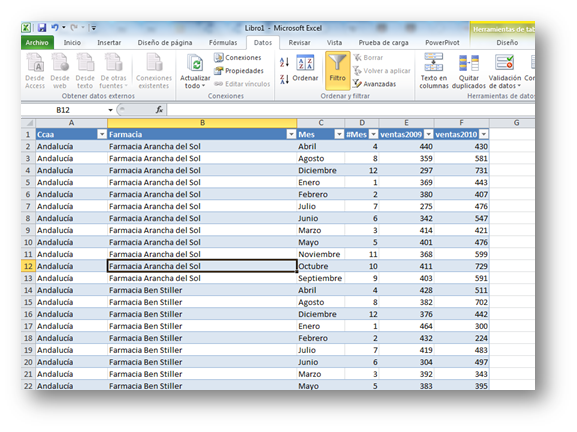 Libro1 - Microsoft Excel
Herramientas de tab
Archivo Inicio Insertar Diseño de página Fórmulas Datos Revisar Vista Prueba de carga PowerPivot Diseño
Desde Access
Desde web
Desde texto
De otras fuentes
Conexiones existentes
Obtener datos externos
Actualizar todo
Conexiones
Propiedades
Editar vínculos
Conexiones
Ordenar
Filtro
Borrar
Volver a aplicar
Avanzadas
Ordenar y filtrar
Texto en columnas
Quitar duplicados
Validación de datos
Con
Herramientas de datos
B12 fx
A B C D E F G
1 Ccaa Farmacia Mes #Mes ventas2009 ventas2010
2 Andalucía Farmacia Arancha del Sol Abril 4 440 430
3 Andalucía Farmacia Arancha del Sol Agosto 8 359 581
4 Andalucía Farmacia Arancha del Sol Diciembre 12 297 731
5 Andalucía Farmacia Arancha del Sol Enero 1 369 443
6 Andalucía Farmacia Arancha del Sol Febrero 2 380 407
7 Andalucía Farmacia Arancha del Sol Julio 7 275 476
8 Andalucía Farmacia Arancha del Sol Junio 6 342 547
9 Andalucía Farmacia Arancha del Sol Marzo 3 414 421
10 Andalucía Farmacia Arancha del Sol Mayo 5 401 476
11 Andalucía Farmacia Arancha del Sol Noviembre 11 368 599
12 Andalucía Farmacia Arancha del Sol Octubre 10 411 729
13 Andalucía Farmacia Arancha del Sol Septiembre 9 403 591
14 Andalucía Farmacia Ben Stiller Abril 4 428 511
15 Andalucía Farmacia Ben Stiller Agosto 8 382 702
16 Andalucía Farmacia Ben Stiller Diciembre 12 376 442
17 Andalucía Farmacia Ben Stiller Enero 1 464 300
18 Andalucía Farmacia Ben Stiller Febrero 2 432 224
19 Andalucía Farmacia Ben Stiller Julio 7 419 483
20 Andalucía Farmacia Ben Stiller Junio 6 304 497
21 Andalucía Farmacia Ben Stiller Marzo 3 392 343
22 Andalucía Farmacia Ben Stiller Mayo 5 383 395